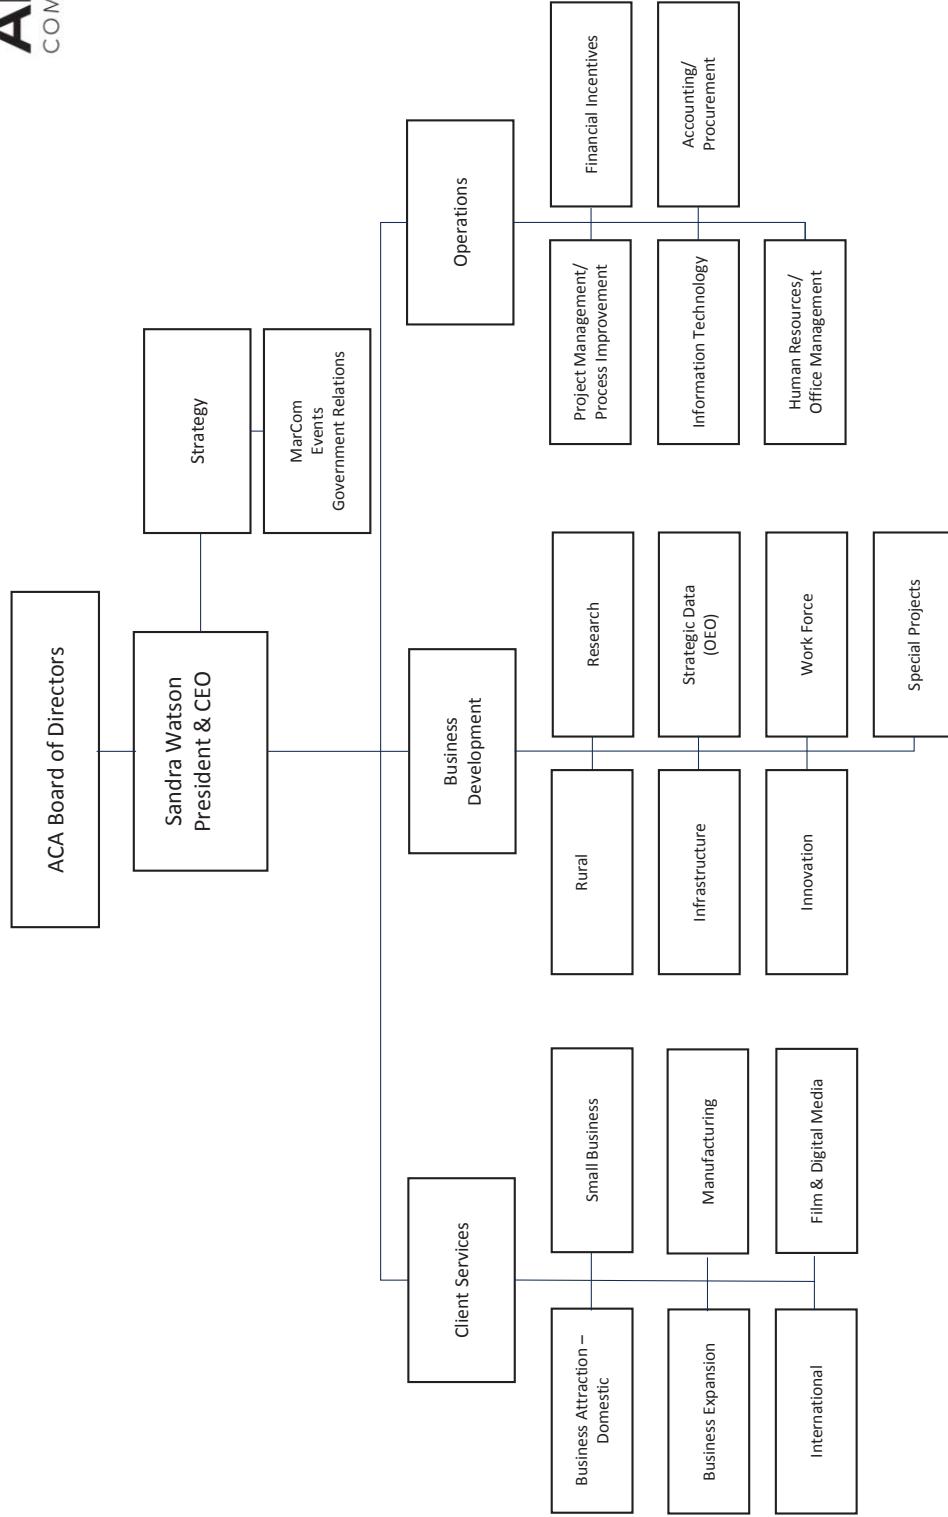 ACA Board of Directors
Sandra Watson
President & CEO
Strategy
MarCom
Events
Government Relations
Client Services
Business
Development
Operations
Business Attraction –
Domestic
Small Business
Business Expansion
Manufacturing
International
Film & Digital Media
Rural
Research
Infrastructure
Strategic Data
(OEO)
Innovation
Work Force
Special Projects
Project Management/
Process Improvement
Financial Incentives
Information Technology
Accounting/
Procurement
Human Resources/
Office Management